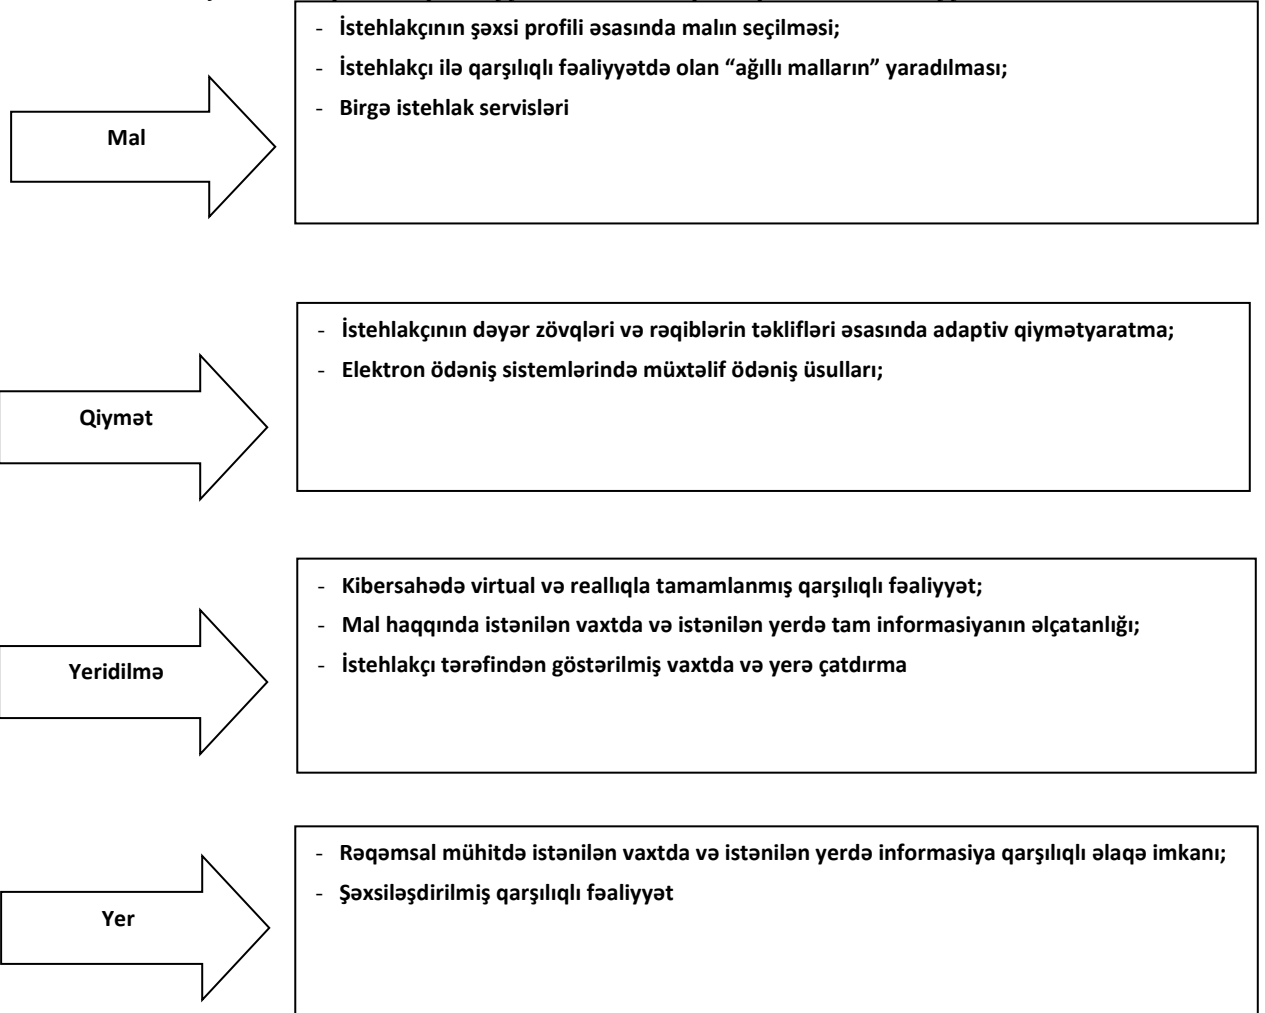 - İstehlakçının şəxsi profili əsasında malın seçilməsi;
- İstehlakçı ilə qarşılıqlı fəaliyyətdə olan “ağıllı malların” yaradılması;
- Birgə istehlak servisləri
Mal
- İstehlakçının dəyər zövqləri və rəqiblərin təklifləri əsasında adaptiv qiymətyaratma;
- Elektron ödəniş sistemlərində müxtəlif ödəniş üsulları;
Qiymət
- Kibersahədə virtual və reallıqla tamamlanmış qarşılıqlı fəaliyyət;
- Mal haqqında istənilən vaxtda və istənilən yerdə tam informasiyanın əlçatanlığı;
- İstehlakçı tərəfindən göstərilmiş vaxtda və yerə çatdırma
Yeridilmə
- Rəqəmsal mühitdə istənilən vaxtda və istənilən yerdə informasiya qarşılıqlı əlaqə imkanı;
- Şəxsiləşdirilmiş qarşılıqlı fəaliyyət
Yer